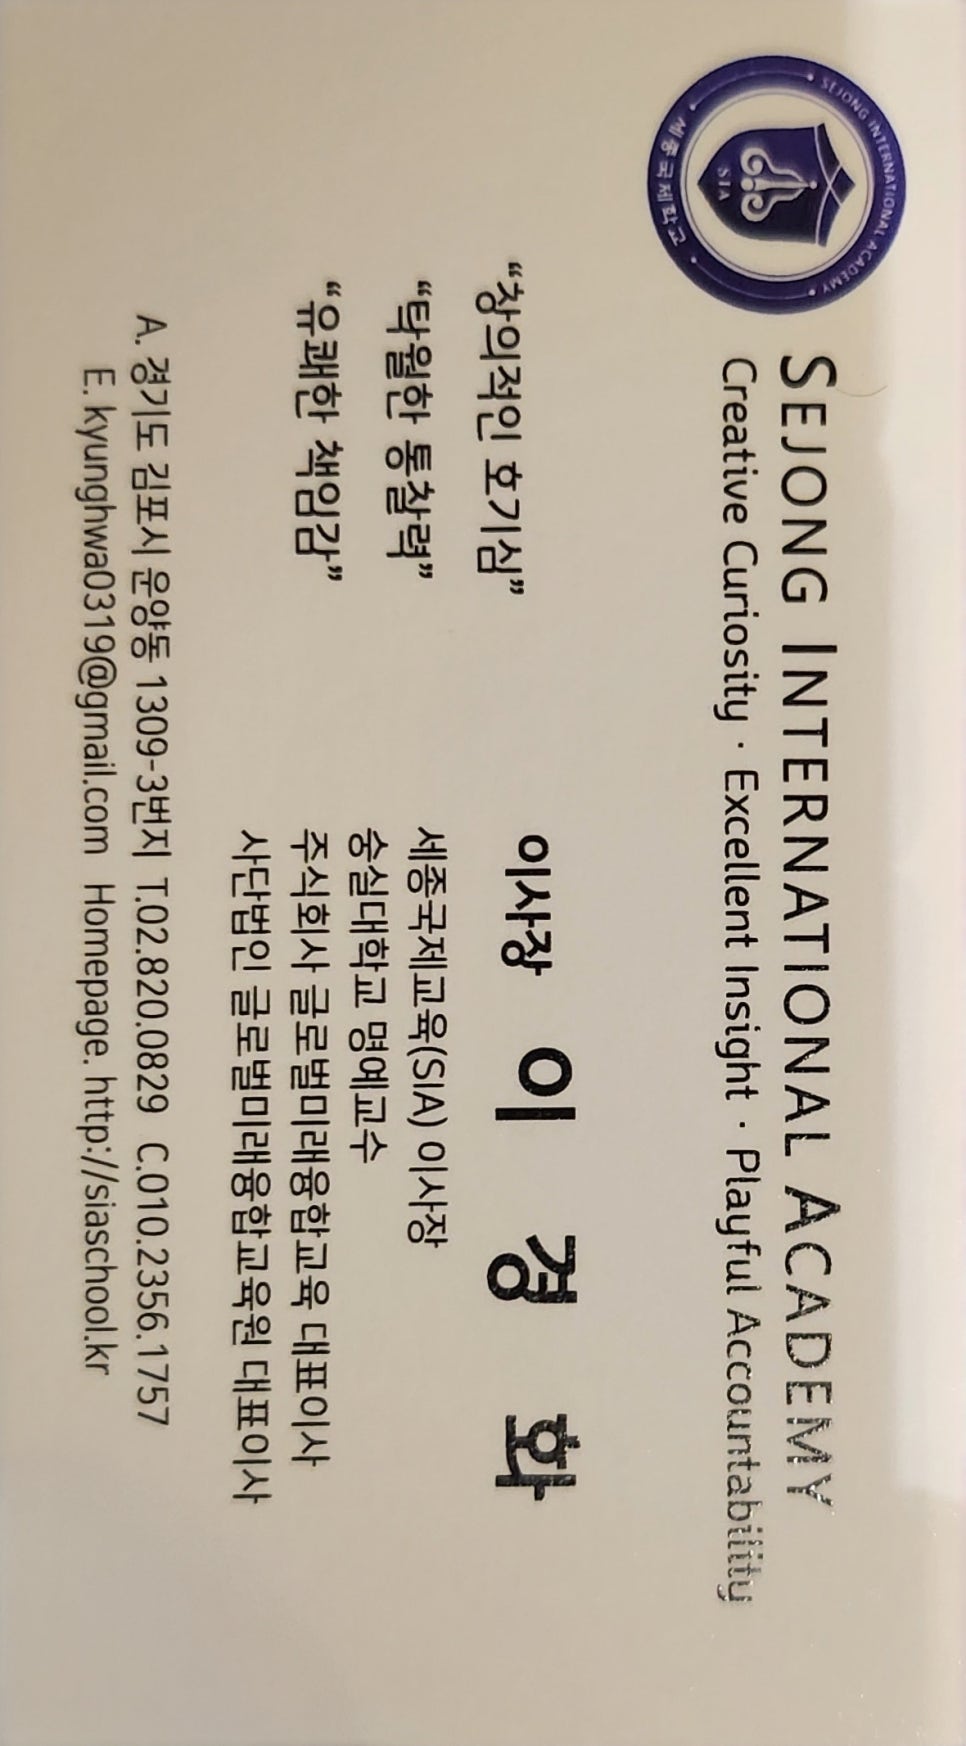 SEJONG INTERNATIONAL ACADEMY
세종국제학교
SIA
SEJONG INTERNATIONAL ACADEMY
Creative Curiosity · Excellent Insight · Playful Accountability
“창의적인 호기심”
“탁월한 통찰력”
“유쾌한 책임감”
이사장 이 경 화
세종국제교육(SIA) 이사장
숭실대학교 명예교수
주식회사 글로벌미래융합교육 대표이사
사단법인 글로벌미래융합교육원 대표이사
A. 경기도 김포시 운양동 1309-3번지 T.02.820.0829 C.010.2356.1757
E. kyunghwa0319@gmail.com Homepage. http://siaschool.kr